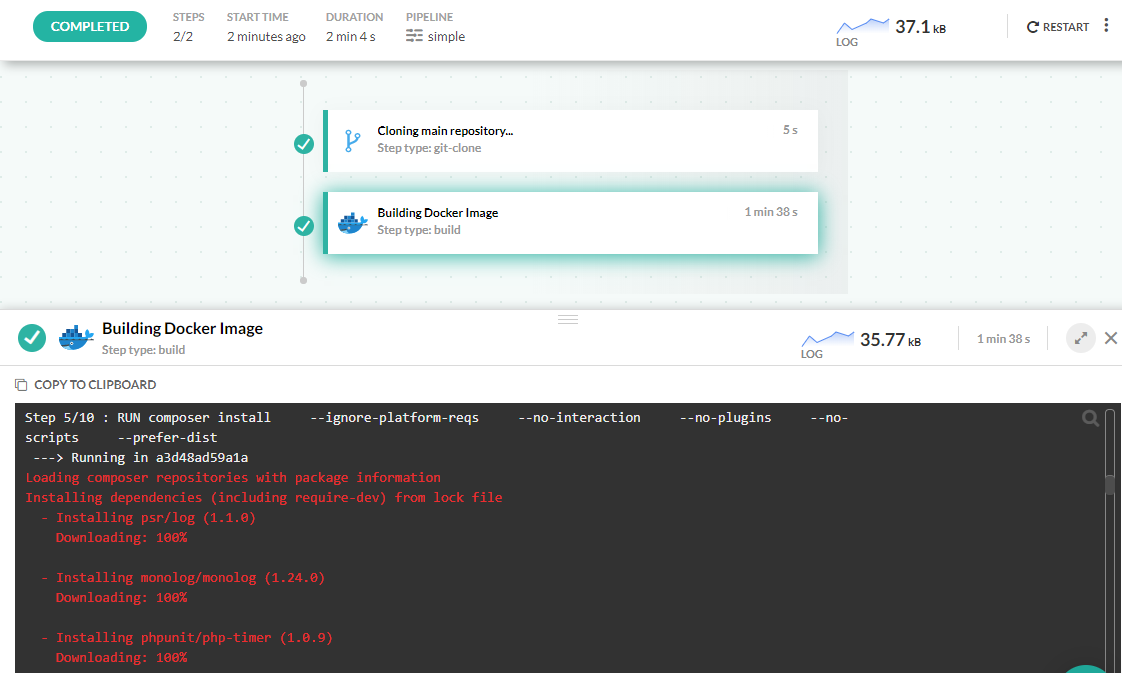 COMPLETED
STEPS
2/2
START TIME
2 minutes ago
DURATION
2 min 4 s
PIPELINE
simple
LOG
37.1 kB
RESTART
Cloning main repository...
5 s
Step type: git-clone
Building Docker Image
1 min 38 s
Step type: build
Building Docker Image
Step type: build
LOG
35.77 kB
1 min 38 s
COPY TO CLIPBOARD
Step 5/10 : RUN composer install     --ignore-platform-reqs     --no-interaction     --no-plugins     --no-
scripts     --prefer-dist
 ---> Running in a3d48ad59a1a
Loading composer repositories with package information
Installing dependencies (including require-dev) from lock file
  - Installing psr/log (1.1.0)
    Downloading: 100%
  - Installing monolog/monolog (1.24.0)
    Downloading: 100%
  - Installing phpunit/php-timer (1.0.9)
    Downloading: 100%